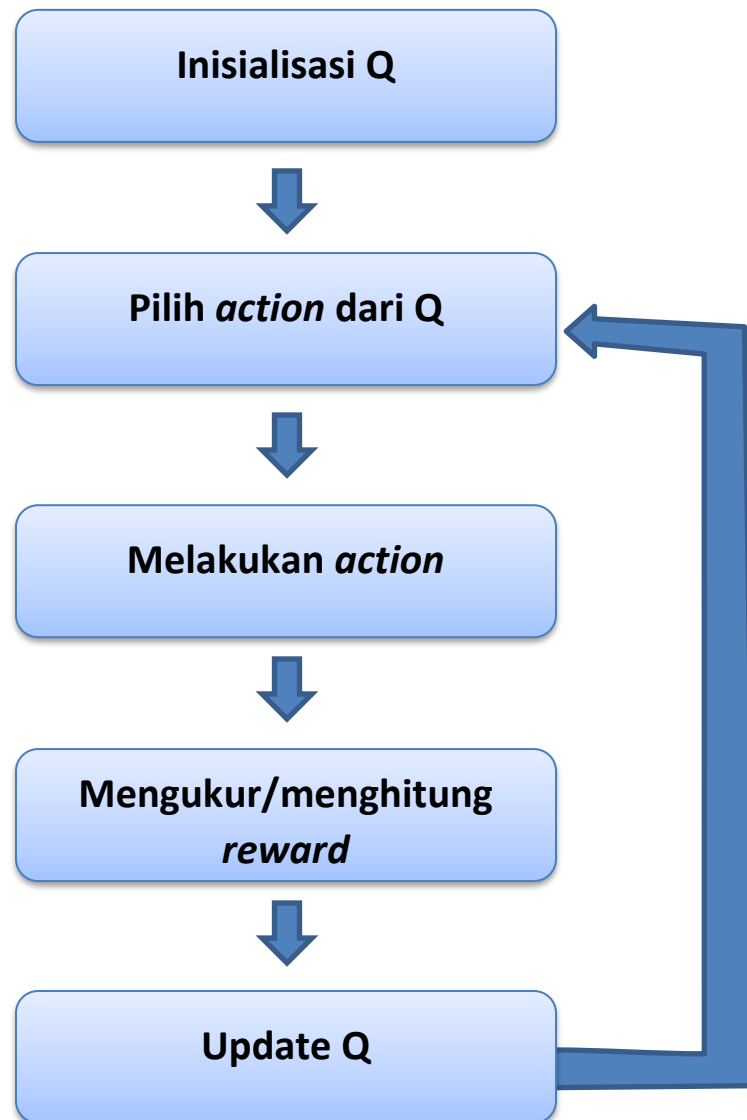 Inisialisasi Q
Pilih action dari Q
Melakukan action
Mengukur/menghitung
reward
Update Q